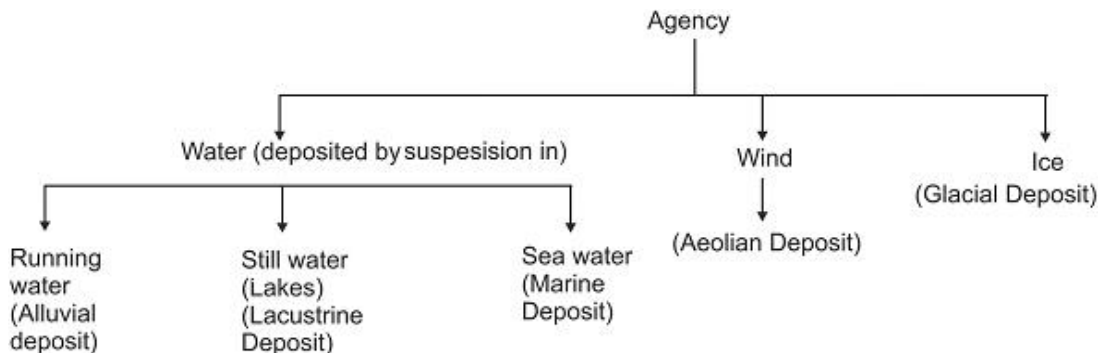 Agency
Water (deposited by suspesision in)
Wind
Ice
(Glacial Deposit)
(Aeolian Deposit)
Running
water
(Alluvial
deposit)
Still water
(Lakes)
(Lacustrine
Deposit)
Sea water
(Marine
Deposit)